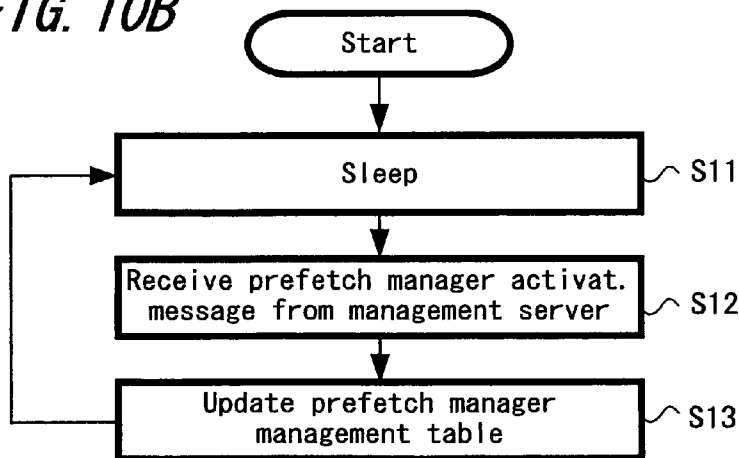 FIG. 10B
Start
Sleep
S11
Receive prefetch manager activat.
message from management server
S12
Update prefetch manager
management table
S13